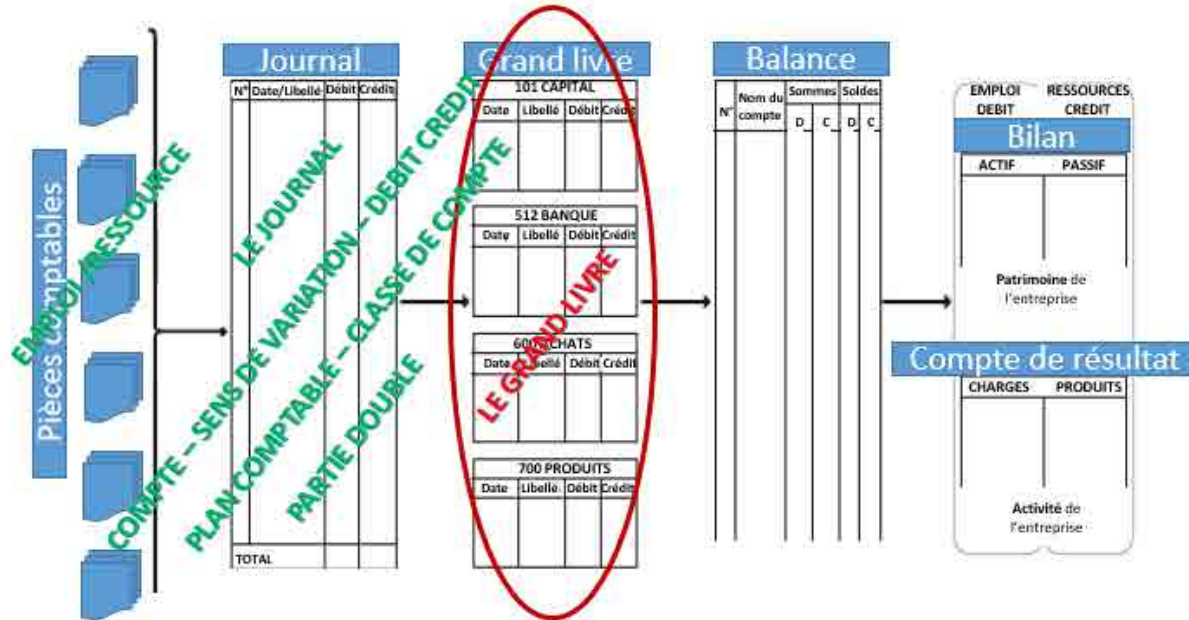 Pièces comptables
EMPLOI /RESSOURCE
Journal
N° Date/Libellé Débit Crédit
TOTAL
LE JOURNAL
COMPTE – SENS DE VARIATION – DEBIT CREDIT
PLAN COMPTABLE – CLASSE DE COMPTE
PARTIE DOUBLE
Grand livre
101 CAPITAL
Date Libellé Débit Crédit
512 BANQUE
Date Libellé Débit Crédit
600 ACHATS
Date Libellé Débit Crédit
700 PRODUITS
Date Libellé Débit Crédit
LE GRAND LIVRE
Balance
N° Nom du compte Sommes Soldes
D C D C
EMPLOI RESSOURCES
DEBIT CRÉDIT
Bilan
ACTIF PASSIF
Patrimoine de
l'entreprise
Compte de résultat
CHARGES PRODUITS
Activité de
l'entreprise